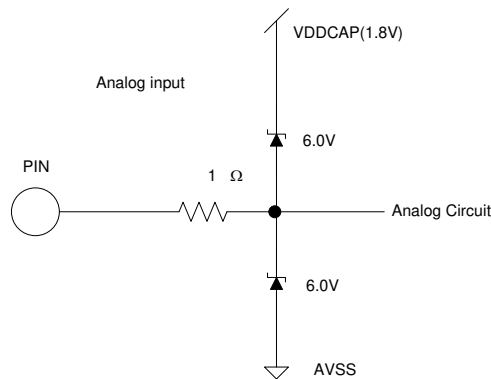 VDDCAP(1.8V)
Analog input
6.0V
PIN
1 Ω
Analog Circuit
6.0V
AVSS